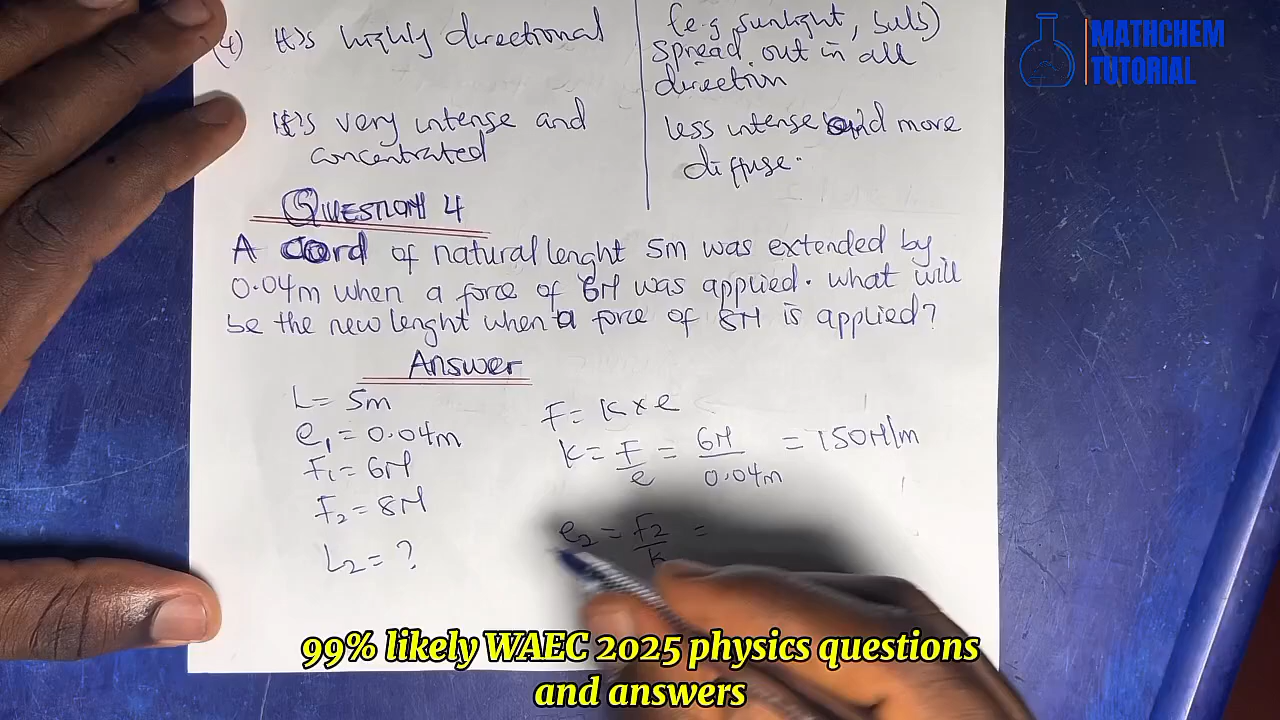 (4) It's highly directional
It's very intense and
concentrated
(e.g sunlight, bulb)
spread out in all
direction
less intense and more
diffuse.
MATHCHEM
TUTORIAL
QUESTION 4
A cord of natural lenght 5m was extended by
0.04m when a force of 6N was applied. what will
be the new lenght when a force of 8N is applied?
Answer
L = 5m
e₁ = 0.04m
F₁ = 6N
F₂ = 8N
L₂ = ?
F = K x e
K = F/e = 6N/0.04m = 150N/m
e₂ = F₂/k =
99% likely WAEC 2025 physics questions
and answers